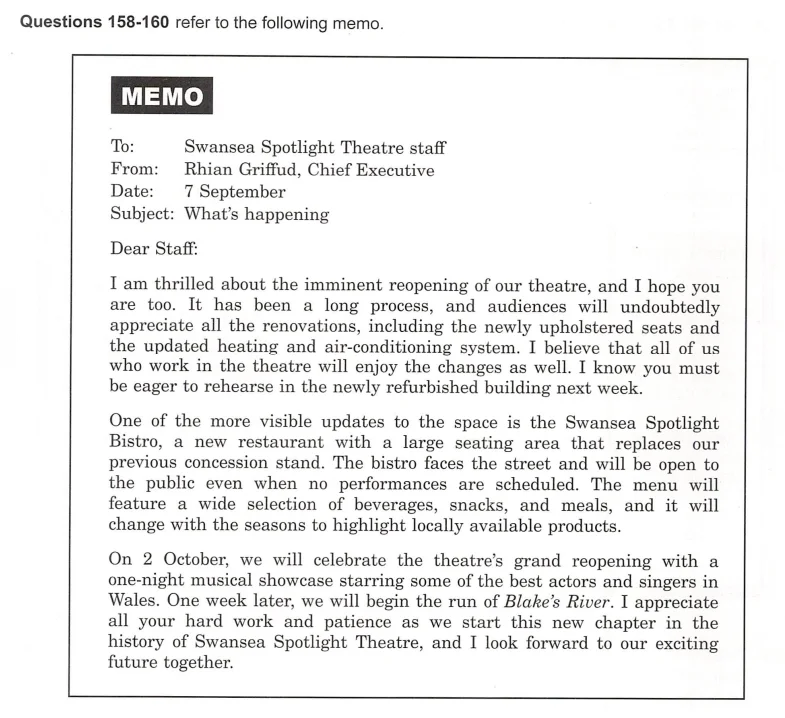 Questions 158-160 refer to the following memo.
MEMO
To: Swansea Spotlight Theatre staff
From: Rhian Griffud, Chief Executive
Date: 7 September
Subject: What's happening
Dear Staff:
I am thrilled about the imminent reopening of our theatre, and I hope you
are too. It has been a long process, and audiences will undoubtedly
appreciate all the renovations, including the newly upholstered seats and
the updated heating and air-conditioning system. I believe that all of us
who work in the theatre will enjoy the changes as well. I know you must
be eager to rehearse in the newly refurbished building next week.
One of the more visible updates to the space is the Swansea Spotlight
Bistro, a new restaurant with a large seating area that replaces our
previous concession stand. The bistro faces the street and will be open to
the public even when no performances are scheduled. The menu will
feature a wide selection of beverages, snacks, and meals, and it will
change with the seasons to highlight locally available products.
On 2 October, we will celebrate the theatre's grand reopening with a
one-night musical showcase starring some of the best actors and singers in
Wales. One week later, we will begin the run of Blake's River. I appreciate
all your hard work and patience as we start this new chapter in the
history of Swansea Spotlight Theatre, and I look forward to our exciting
future together.